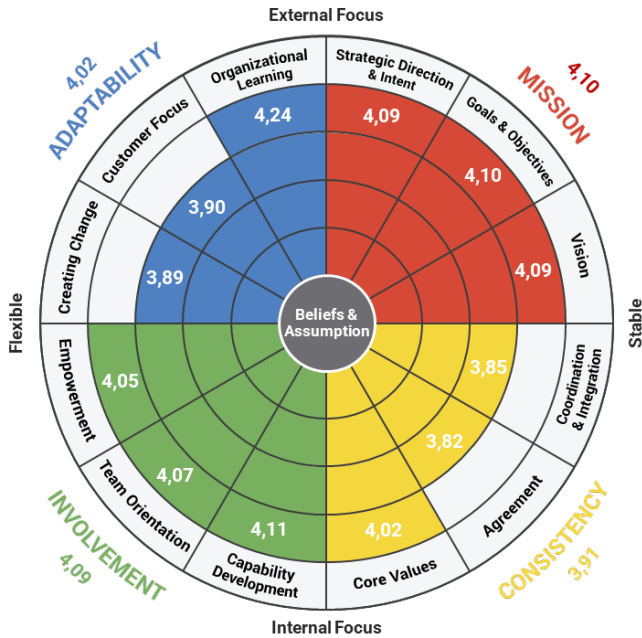 External Focus
4,02
ADAPTABILITY
4,10
MISSION
Organizational
Learning
Strategic Direction
& Intent
Customer Focus
Goals & Objectives
Creating Change
Vision
4,24
4,09
4,10
3,90
3,89
4,09
Flexible
Beliefs &
Assumption
Stable
4,05
3,85
4,07
3,82
4,11
4,02
Empowerment
Coordination
& Integration
Team Orientation
Agreement
Capability
Development
Core Values
INVOLVEMENT
4,09
CONSISTENCY
3,91
Internal Focus